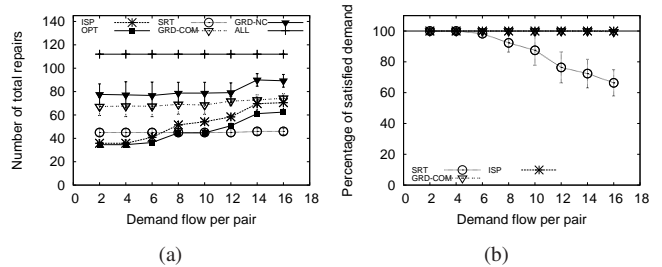 ISP SRT GRD-NC
OPT GRD-COM ALL
Number of total repairs
140
120
100
80
60
40
20
0
0 2 4 6 8 10 12 14 16 18
Demand flow per pair
(a)
Percentage of satisfied demand
100
80
60
40
20
0
SRT ISP
GRD-COM
0 2 4 6 8 10 12 14 16 18
Demand flow per pair
(b)